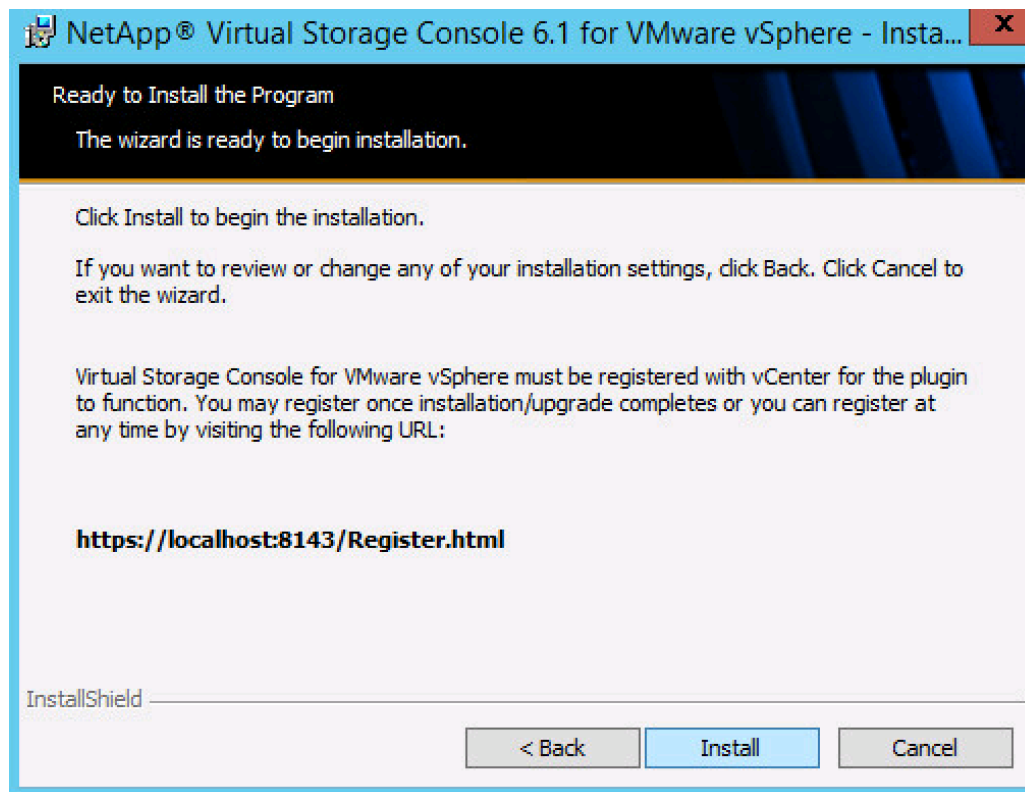 NetApp® Virtual Storage Console 6.1 for VMware vSphere - Insta...
X
Ready to Install the Program
The wizard is ready to begin installation.
Click Install to begin the installation.
If you want to review or change any of your installation settings, click Back. Click Cancel to
exit the wizard.
Virtual Storage Console for VMware vSphere must be registered with vCenter for the plugin
to function. You may register once installation/upgrade completes or you can register at
any time by visiting the following URL:
https://localhost:8143/Register.html
InstallShield
< Back
Install
Cancel